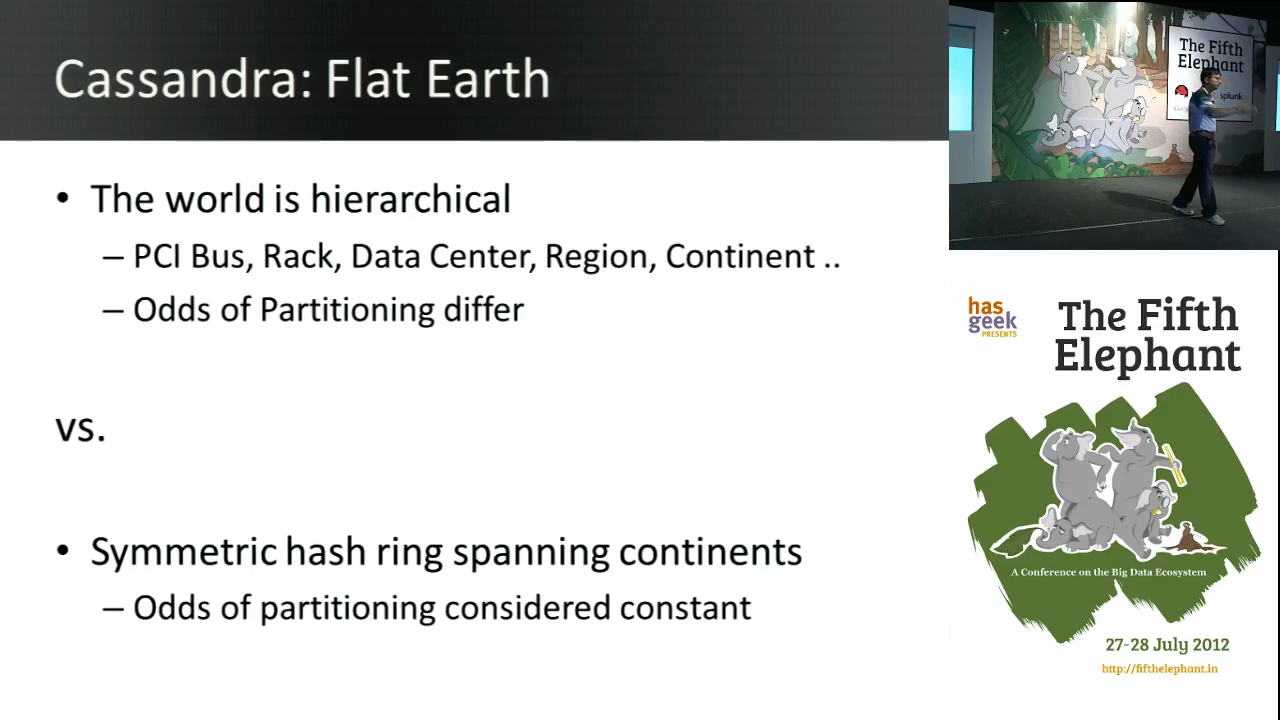 Cassandra: Flat Earth
• The world is hierarchical
– PCI Bus, Rack, Data Center, Region, Continent ..
– Odds of Partitioning differ
vs.
• Symmetric hash ring spanning continents
– Odds of partitioning considered constant
The Fifth
Elephant
splunk
has
geek
PRESENTS
The Fifth
Elephant
A Conference on the Big Data Ecosystem
27-28 July 2012
http://fifthelephant.in